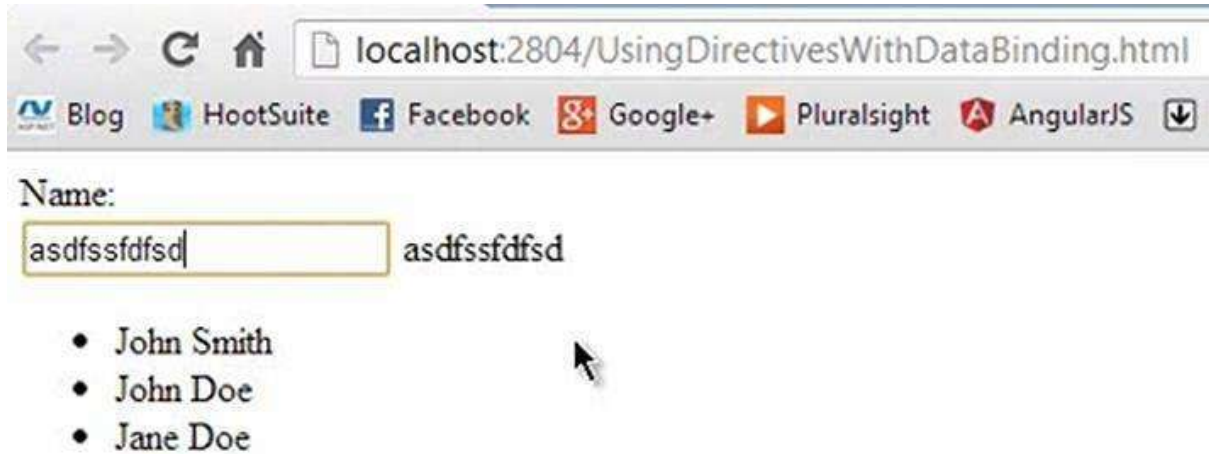 localhost:2804/UsingDirectivesWithDataBinding.html
Blog HootSuite Facebook Google+ Pluralsight AngularJS
Name:
asdfssfdfsd asdfssfdfsd
John Smith
John Doe
Jane Doe